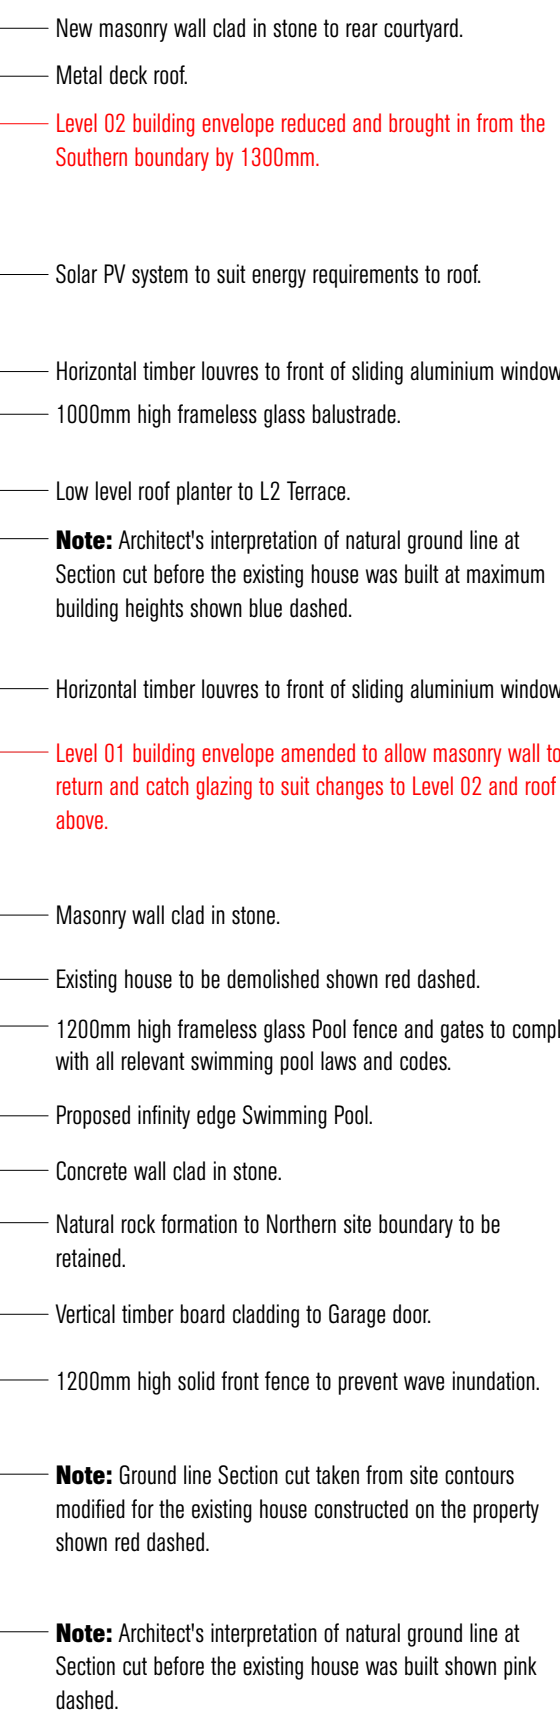 New masonry wall clad in stone to rear courtyard.
Metal deck roof.
Level 02 building envelope reduced and brought in from the
Southern boundary by 1300mm.
Solar PV system to suit energy requirements to roof.
Horizontal timber louvres to front of sliding aluminium window
1000mm high frameless glass balustrade.
Low level roof planter to L2 Terrace.
Note: Architect's interpretation of natural ground line at
Section cut before the existing house was built at maximum
building heights shown blue dashed.
Horizontal timber louvres to front of sliding aluminium window
Level 01 building envelope amended to allow masonry wall to
return and catch glazing to suit changes to Level 02 and roof
above.
Masonry wall clad in stone.
Existing house to be demolished shown red dashed.
1200mm high frameless glass Pool fence and gates to compl
with all relevant swimming pool laws and codes.
Proposed infinity edge Swimming Pool.
Concrete wall clad in stone.
Natural rock formation to Northern site boundary to be
retained.
Vertical timber board cladding to Garage door.
1200mm high solid front fence to prevent wave inundation.
Note: Ground line Section cut taken from site contours
modified for the existing house constructed on the property
shown red dashed.
Note: Architect's interpretation of natural ground line at
Section cut before the existing house was built shown pink
dashed.